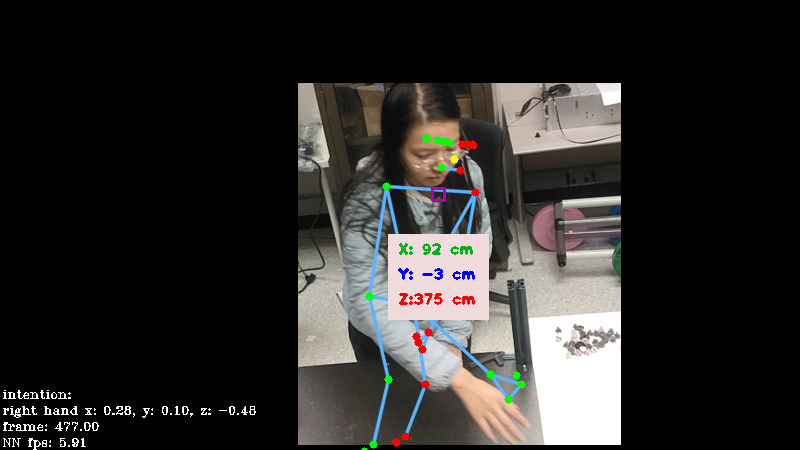 X: 92 cm
Y: -3 cm
Z:375 cm
intention:
right hand x: 0.28, y: 0.10, z: -0.48
frame: 477.00
NN fps: 5.91